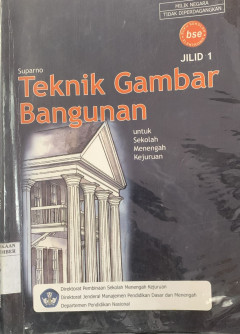 MILIK NEGARA
TIDAK DIPERDAGANGKAN
bse
JILID 1
Suparno
Teknik Gambar
Bangunan
untuk
Sekolah
Menengah
Kejuruan
Direktorat Pembinaan Sekolah Menengah Kejuruan
Direktorat Jenderal Manajemen Pendidikan Dasar dan Menengah
Departemen Pendidikan Nasional